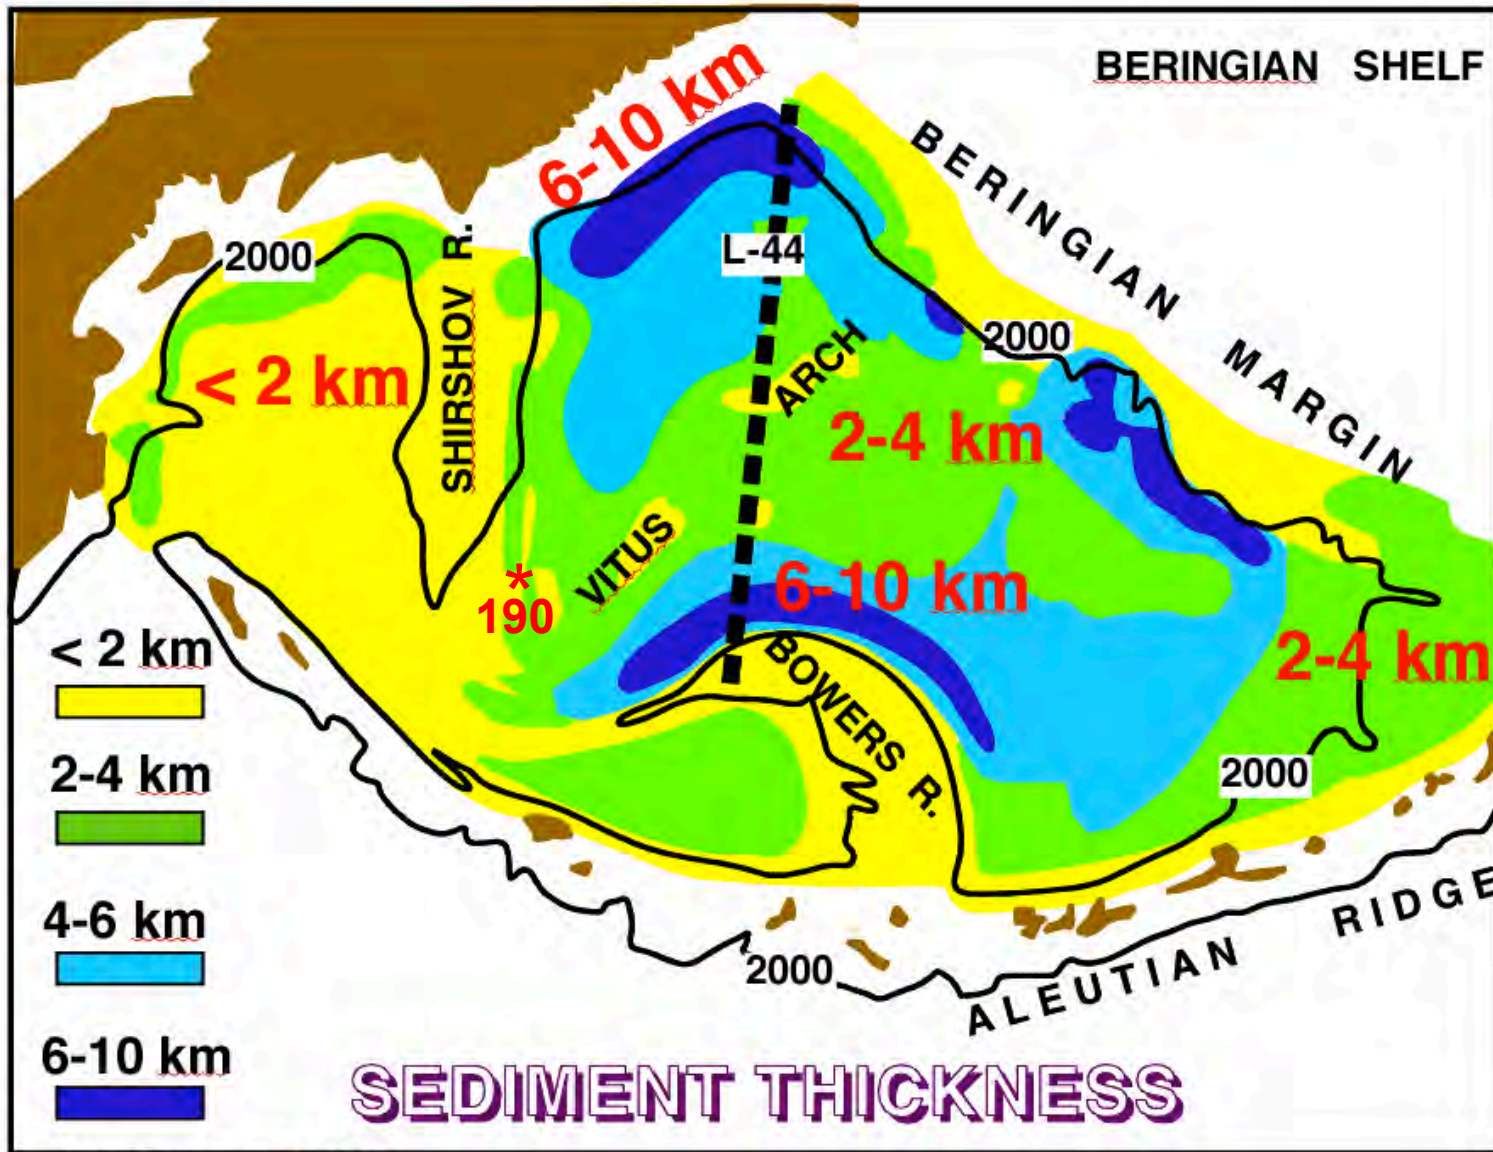 BERINGIAN SHELF
6-10 km
BERINGIAN
MARGIN
2000
SHIRSHOV R.
L-44
2000
< 2 km
ARCH
2-4 km
VITUS
*
190
6-10 km
2-4 km
BOWERS R.
2000
2000
ALEUTIAN RIDGE
< 2 km
2-4 km
4-6 km
6-10 km
SEDIMENT THICKNESS